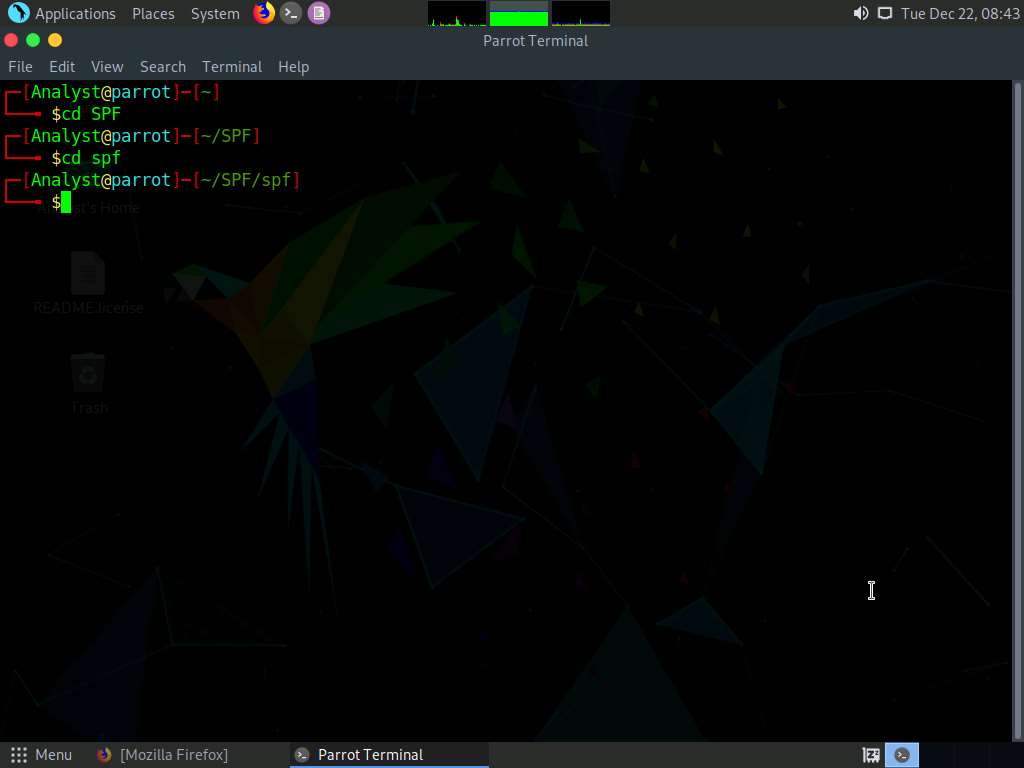 Applications Places System Tue Dec 22, 08:43
Parrot Terminal
File Edit View Search Terminal Help
┌─[Analyst@parrot]─[~]
└──╼ $cd SPF
┌─[Analyst@parrot]─[~/SPF]
└──╼ $cd spf
┌─[Analyst@parrot]─[~/SPF/spf]
└──╼ $
Analyst's Home
README.license
Trash
Menu [Mozilla Firefox] Parrot Terminal